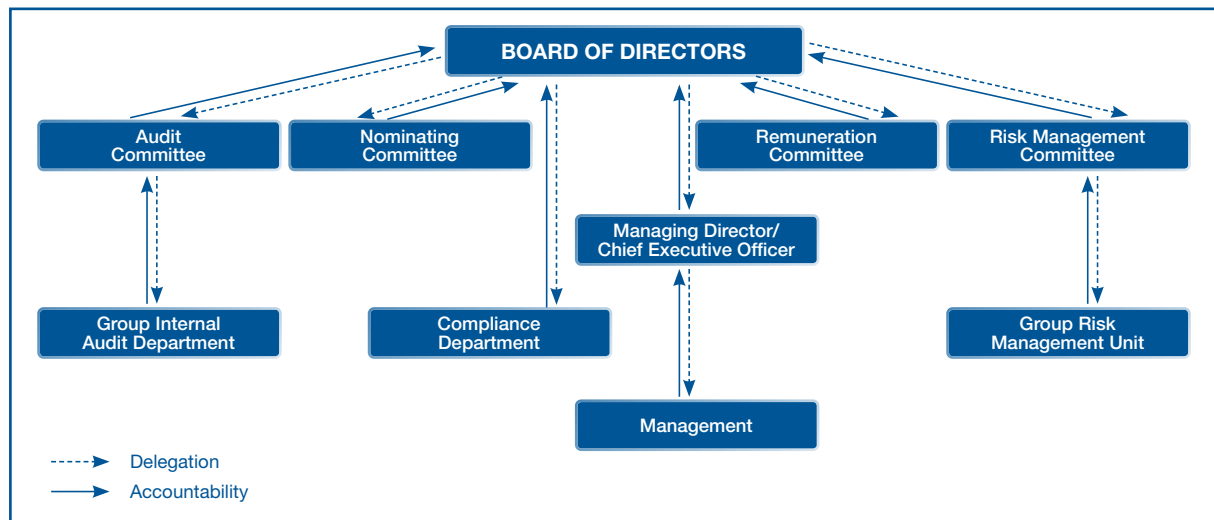 BOARD OF DIRECTORS
Audit
Committee
Nominating
Committee
Remuneration
Committee
Risk Management
Committee
Managing Director/
Chief Executive Officer
Group Internal
Audit Department
Compliance
Department
Group Risk
Management Unit
Management
Delegation
Accountability